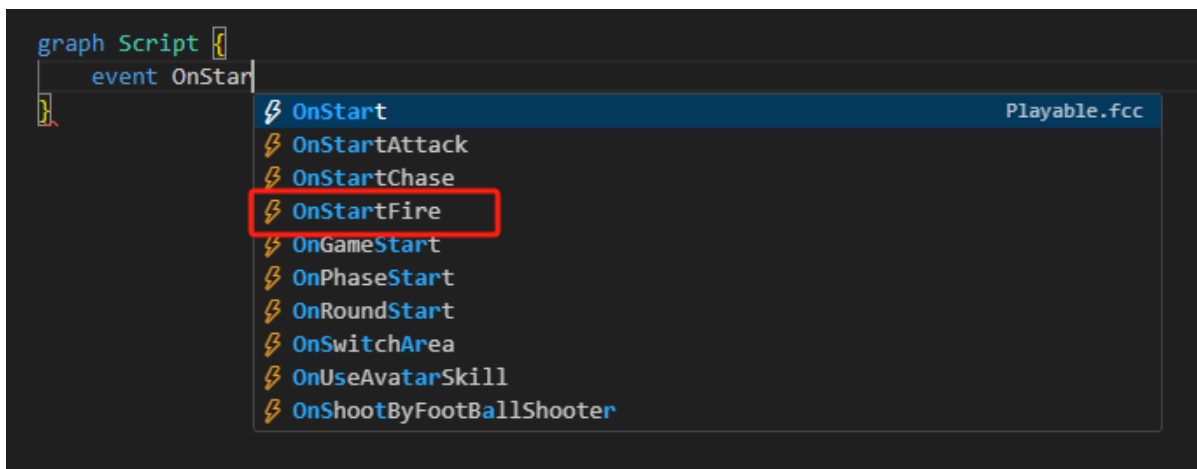 graph Script {
event OnStar
}
OnStart Playable.fcc
OnStartAttack
OnStartChase
OnStartFire
OnGameStart
OnPhaseStart
OnRoundStart
OnSwitchArea
OnUseAvatarSkill
OnShootByFootBallShooter